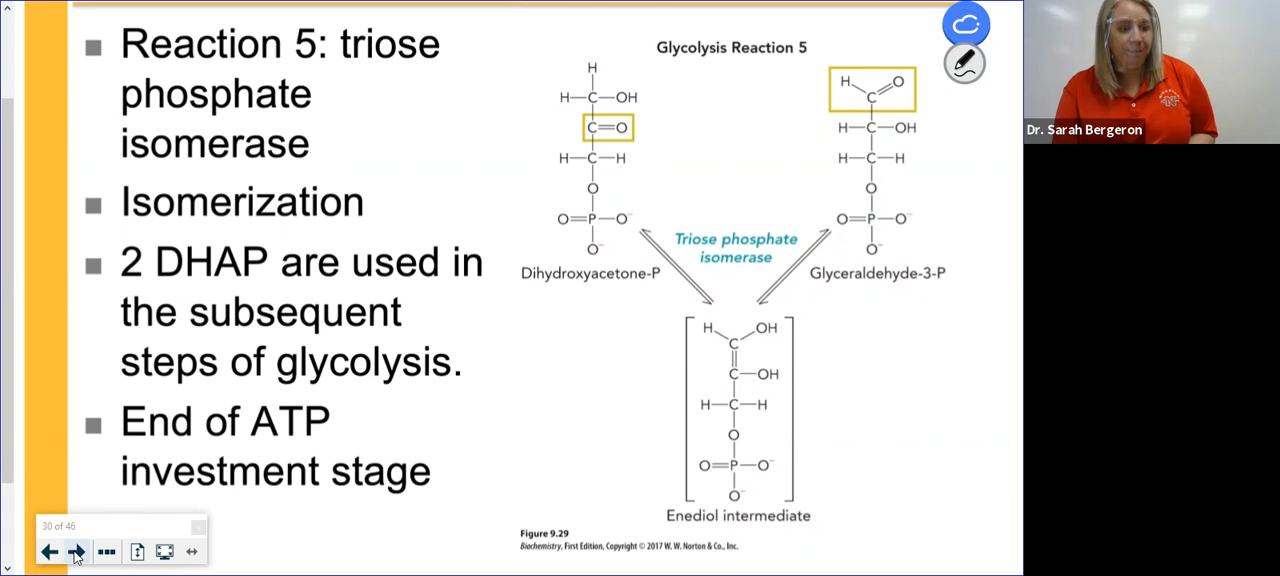 Reaction 5: triose
phosphate
isomerase
Isomerization
2 DHAP are used in
the subsequent
steps of glycolysis.
End of ATP
investment stage
Glycolysis Reaction 5
H
H—C—OH
C=O
H—C—H
O
O=P—O⁻
O⁻
Dihydroxyacetone-P
Triose phosphate
isomerase
H O
C
H—C—OH
H—C—H
O
O=P—O⁻
O⁻
Glyceraldehyde-3-P
H OH
C
C—OH
H—C—H
O
O=P—O⁻
O⁻
Enediol intermediate
Figure 9.29
Biochemistry, First Edition, Copyright © 2017 W. W. Norton & Co., Inc.
30 of 46
Dr. Sarah Bergeron
N